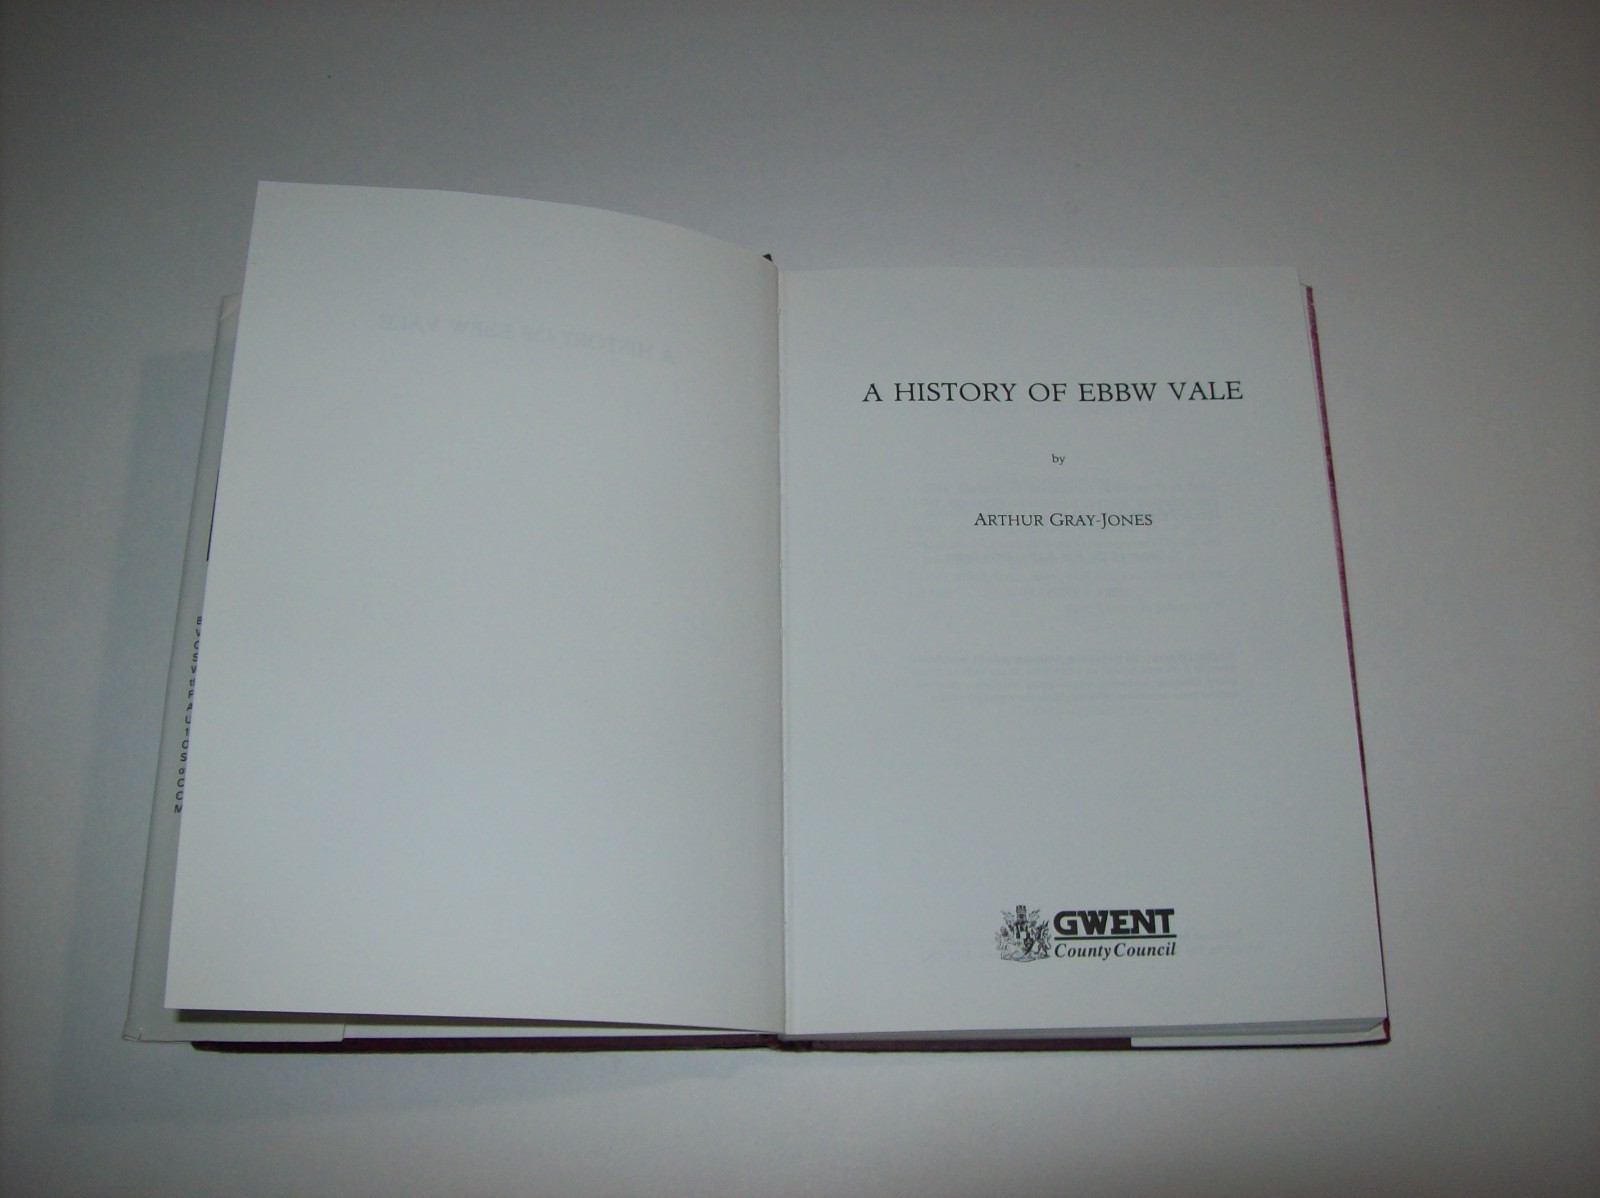 A HISTORY OF EBBW VALE
by
ARTHUR GRAY-JONES
GWENT
County Council